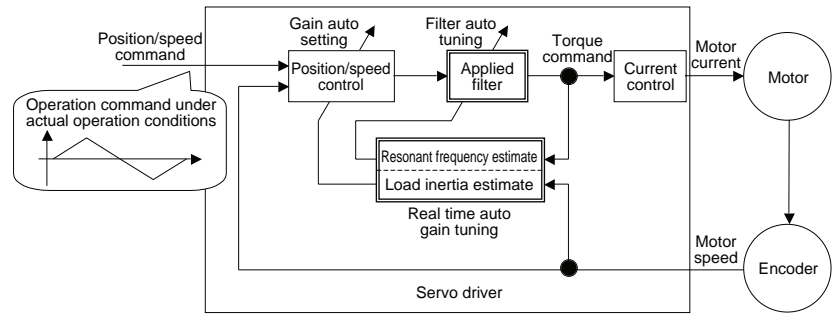 Gain auto
setting
Filter auto
tuning
Position/speed
command
Torque
command
Motor
current
Position/speed
control
Applied
filter
Current
control
Motor
Operation command under
actual operation conditions
Resonant frequency estimate
Load inertia estimate
Real time auto
gain tuning
Motor
speed
Encoder
Servo driver